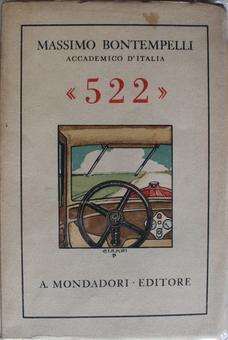 MASSIMO BONTEMPELLI
ACCADEMICO D'ITALIA
« 522 »
A. MONDADORI · EDITORE